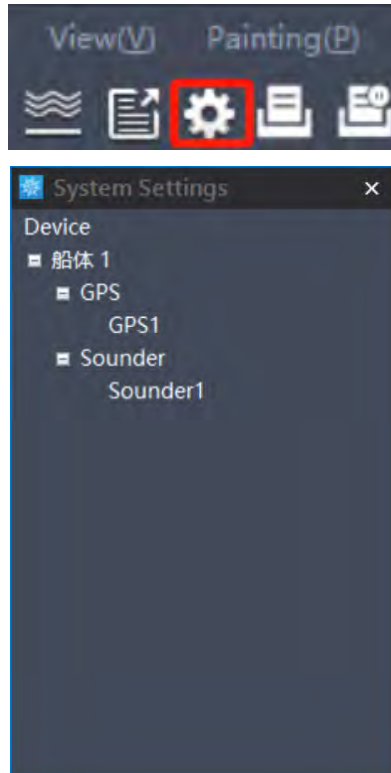 View(V) Painting(P)
System Settings
Device
船体 1
GPS
GPS1
Sounder
Sounder1